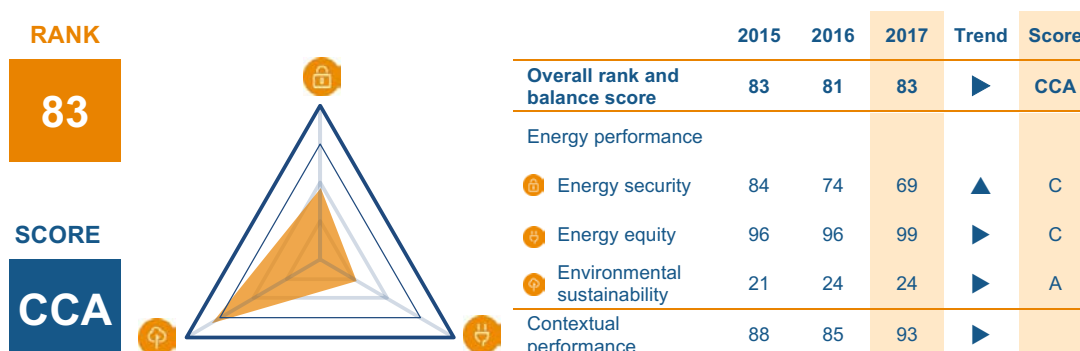 RANK
83
SCORE
CCA
2015 2016 2017 Trend Score
Overall rank and
balance score 83 81 83 CCA
Energy performance
Energy security 84 74 69 C
Energy equity 96 96 99 C
Environmental
sustainability 21 24 24 A
Contextual
performance 88 85 93